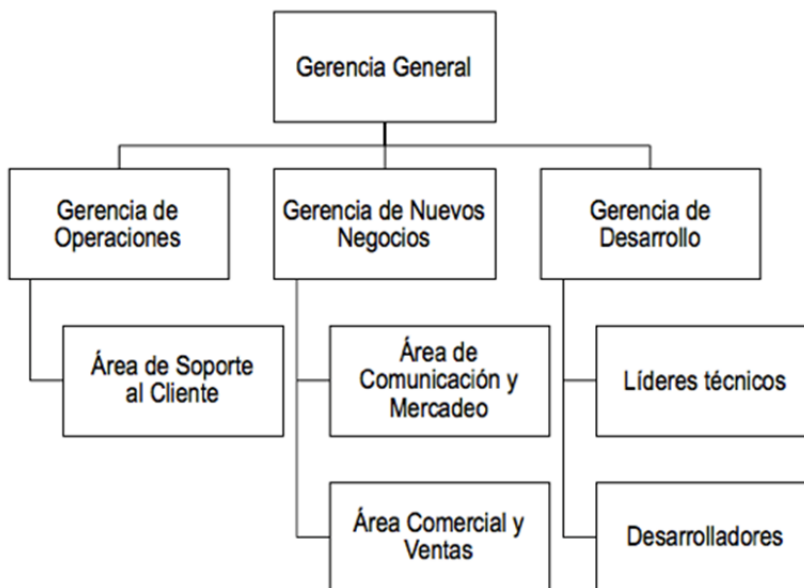 Gerencia General
Gerencia de
Operaciones
Gerencia de Nuevos
Negocios
Gerencia de
Desarrollo
Área de Soporte
al Cliente
Área de
Comunicación y
Mercadeo
Líderes técnicos
Área Comercial y
Ventas
Desarrolladores